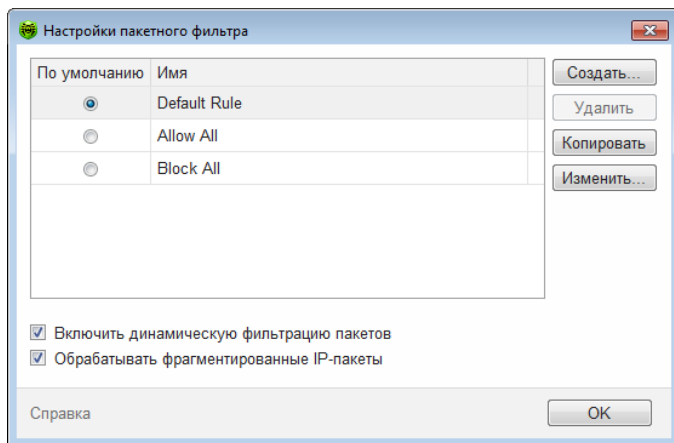 Настройки пакетного фильтра
По умолчанию Имя
Default Rule
Allow All
Block All
Создать...
Удалить
Копировать
Изменить...
Включить динамическую фильтрацию пакетов
Обрабатывать фрагментированные IP-пакеты
Справка
OK